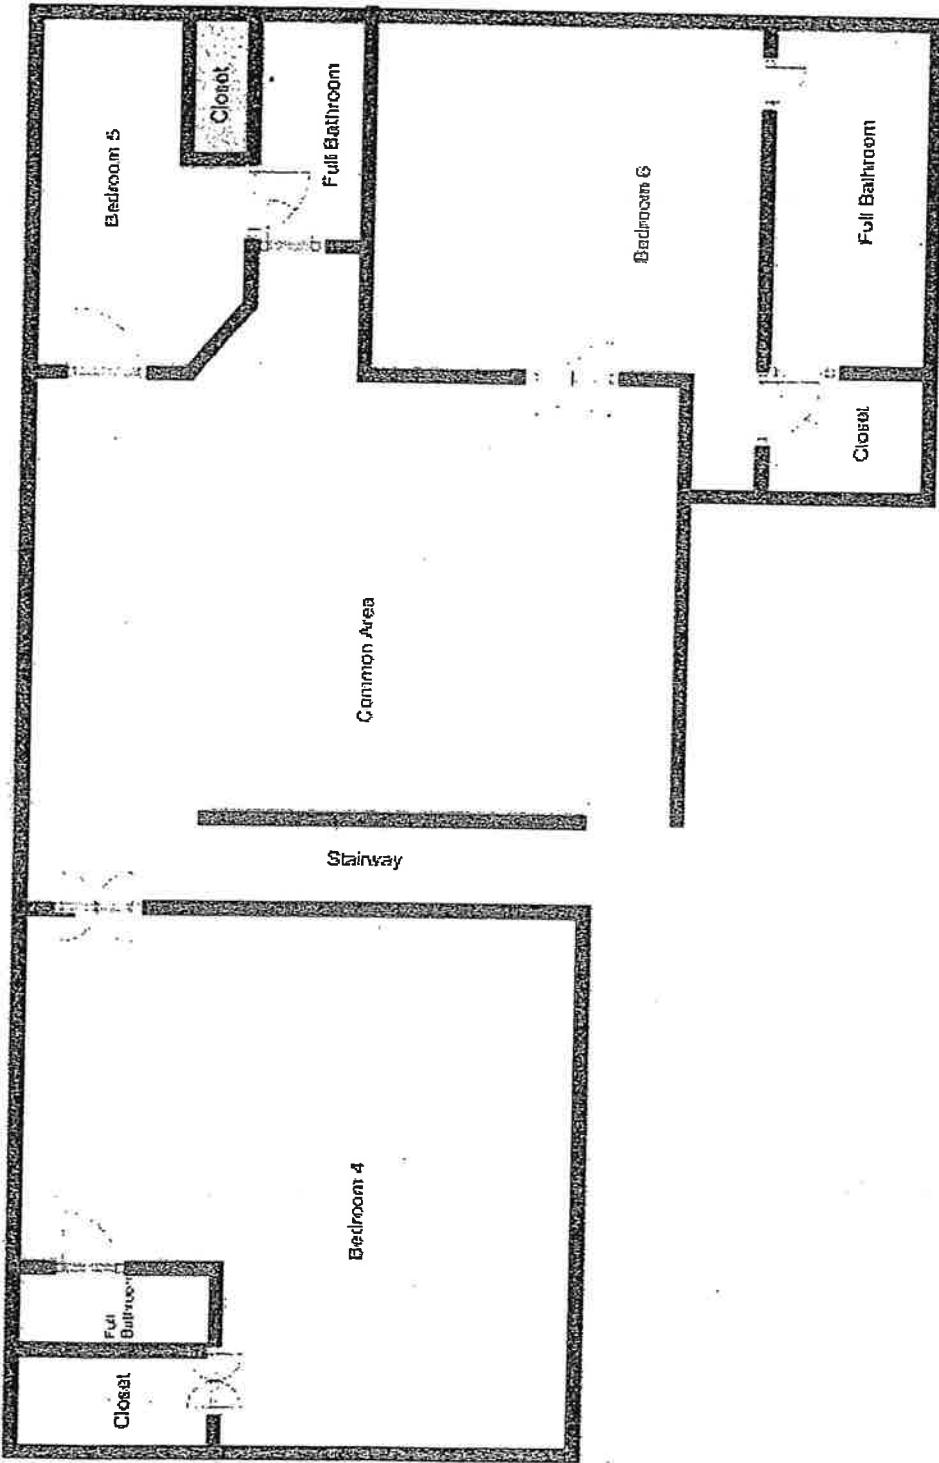 Bedroom 5
Closet
Full Bathroom
Bedroom 6
Full Bathroom
Closet
Common Area
Stairway
Bedroom 4
Full
Bathroom
Closet